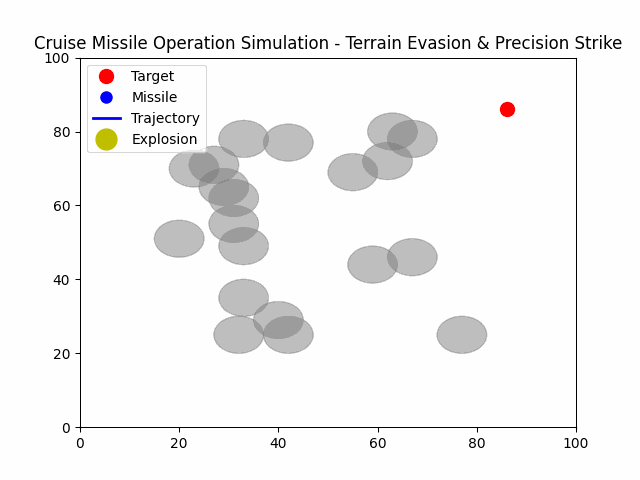 Cruise Missile Operation Simulation - Terrain Evasion & Precision Strike
100
Target
Missile
Trajectory
Explosion
80
60
40
20
0
0 20 40 60 80 100